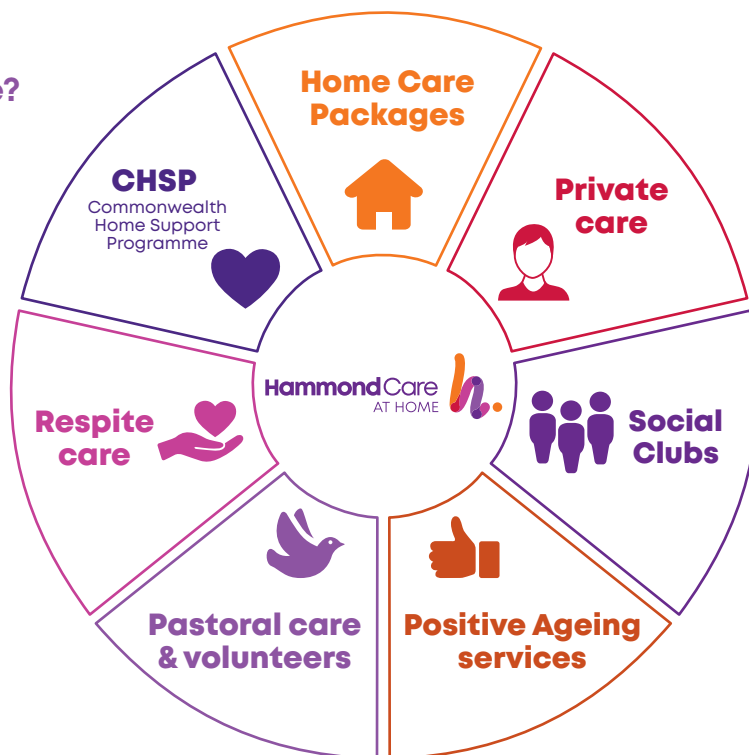 e?
Home Care
Packages
CHSP
Commonwealth
Home Support
Programme
Private
care
HammondCare
AT HOME
h.
Respite
care
Social
Clubs
Pastoral care
& volunteers
Positive Ageing
services